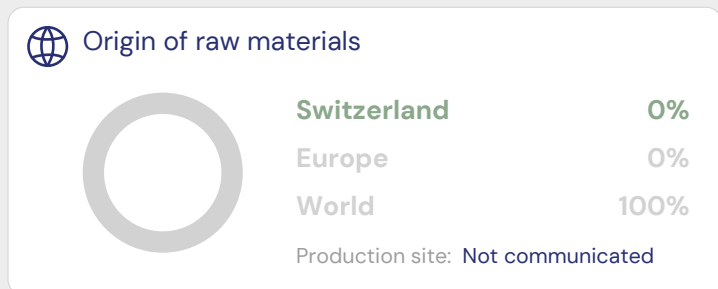 Origin of raw materials
Switzerland 0%
Europe 0%
World 100%
Production site: Not communicated